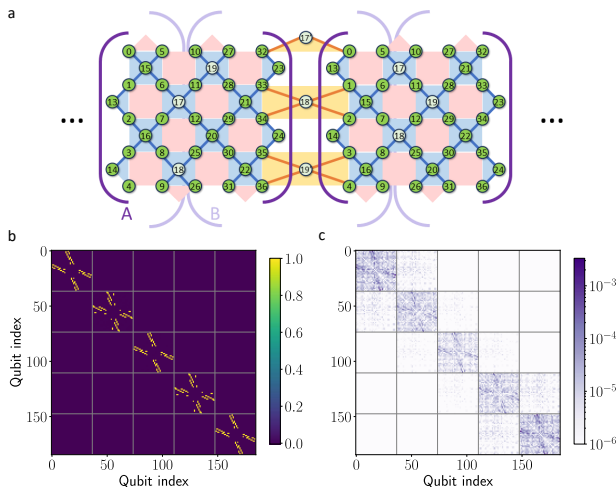 a
17
0 5 10 27 32 0 5 10 27 32
15 19 23 13 17 21
1 6 11 28 33 1 6 11 28 33
13 17 21 18 15 19 23
... 2 7 12 29 34 2 7 12 29 34 ...
16 20 24 14 18 22
3 8 25 30 35 3 8 25 30 35
14 18 22 19 16 20 24
4 9 26 31 36 4 9 26 31 36
A B
b
Qubit index
0
50
100
150
0 50 100 150
Qubit index
1.0
0.8
0.6
0.4
0.2
0.0
c
0
50
100
150
0 50 100 150
Qubit index
10⁻³
10⁻⁴
10⁻⁵
10⁻⁶